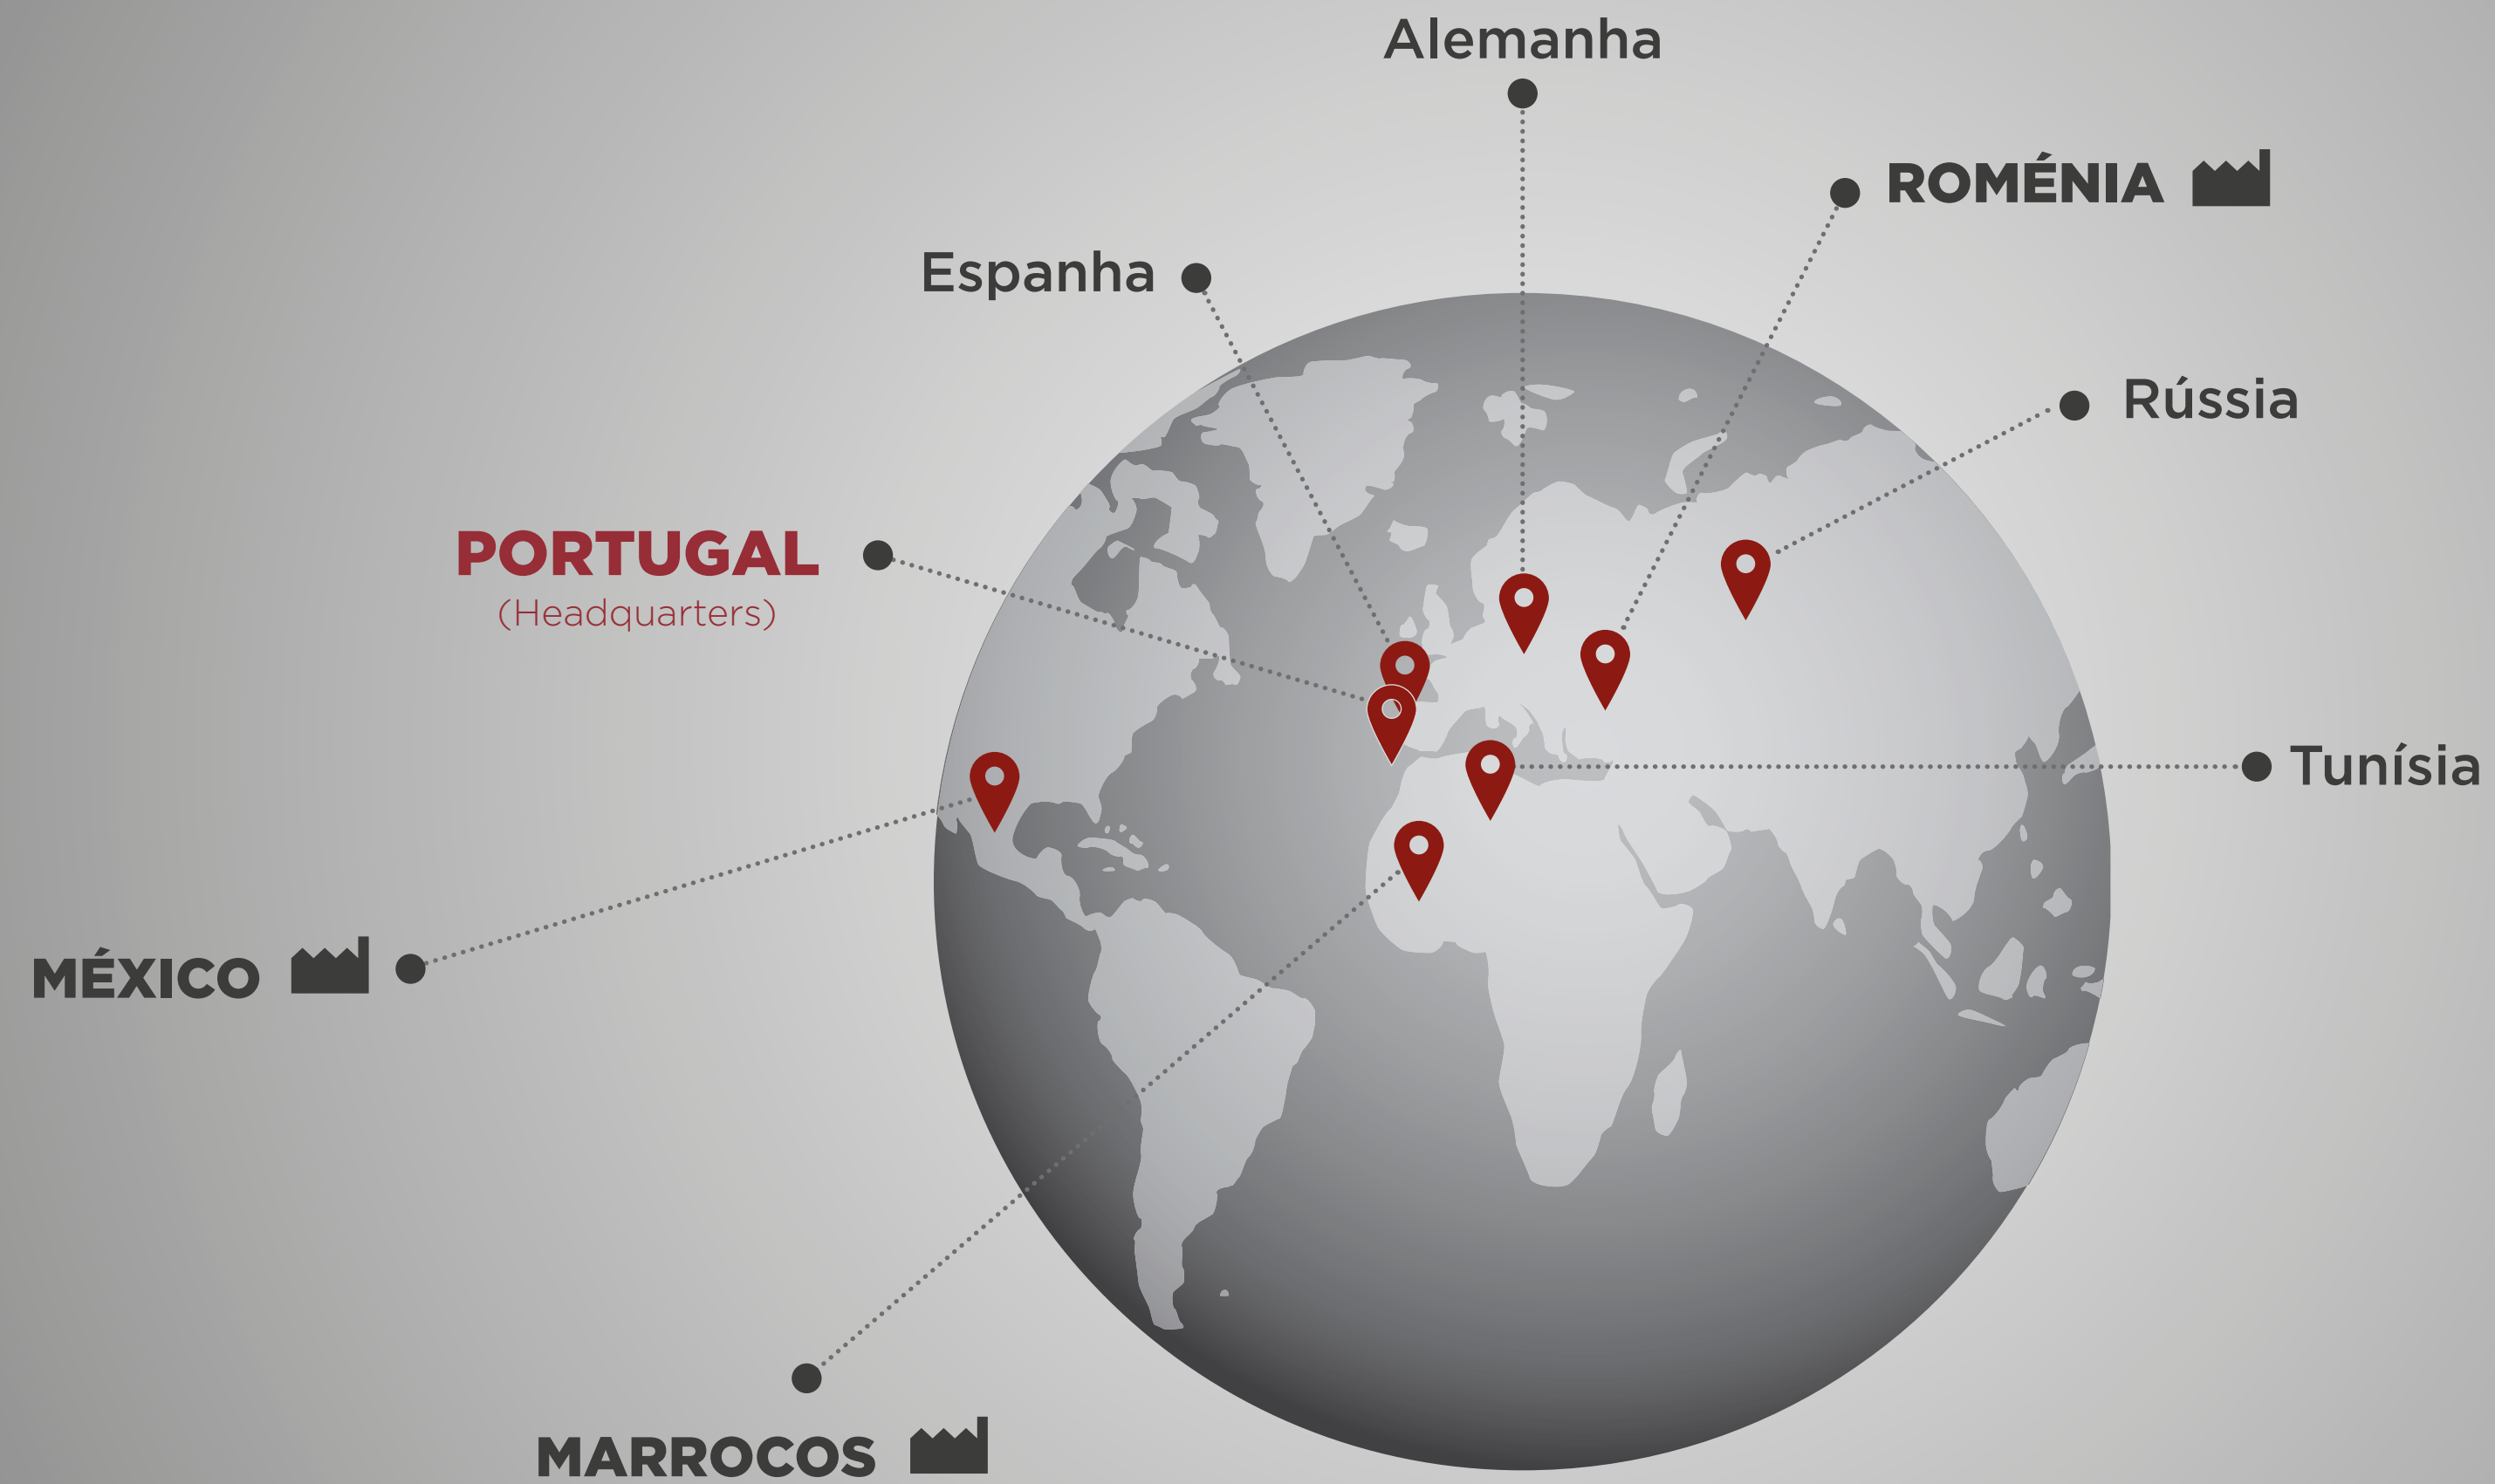 Alemanha
ROMÉNIA
Espanha
Rússia
PORTUGAL
(Headquarters)
Tunísia
MÉXICO
MARROCOS